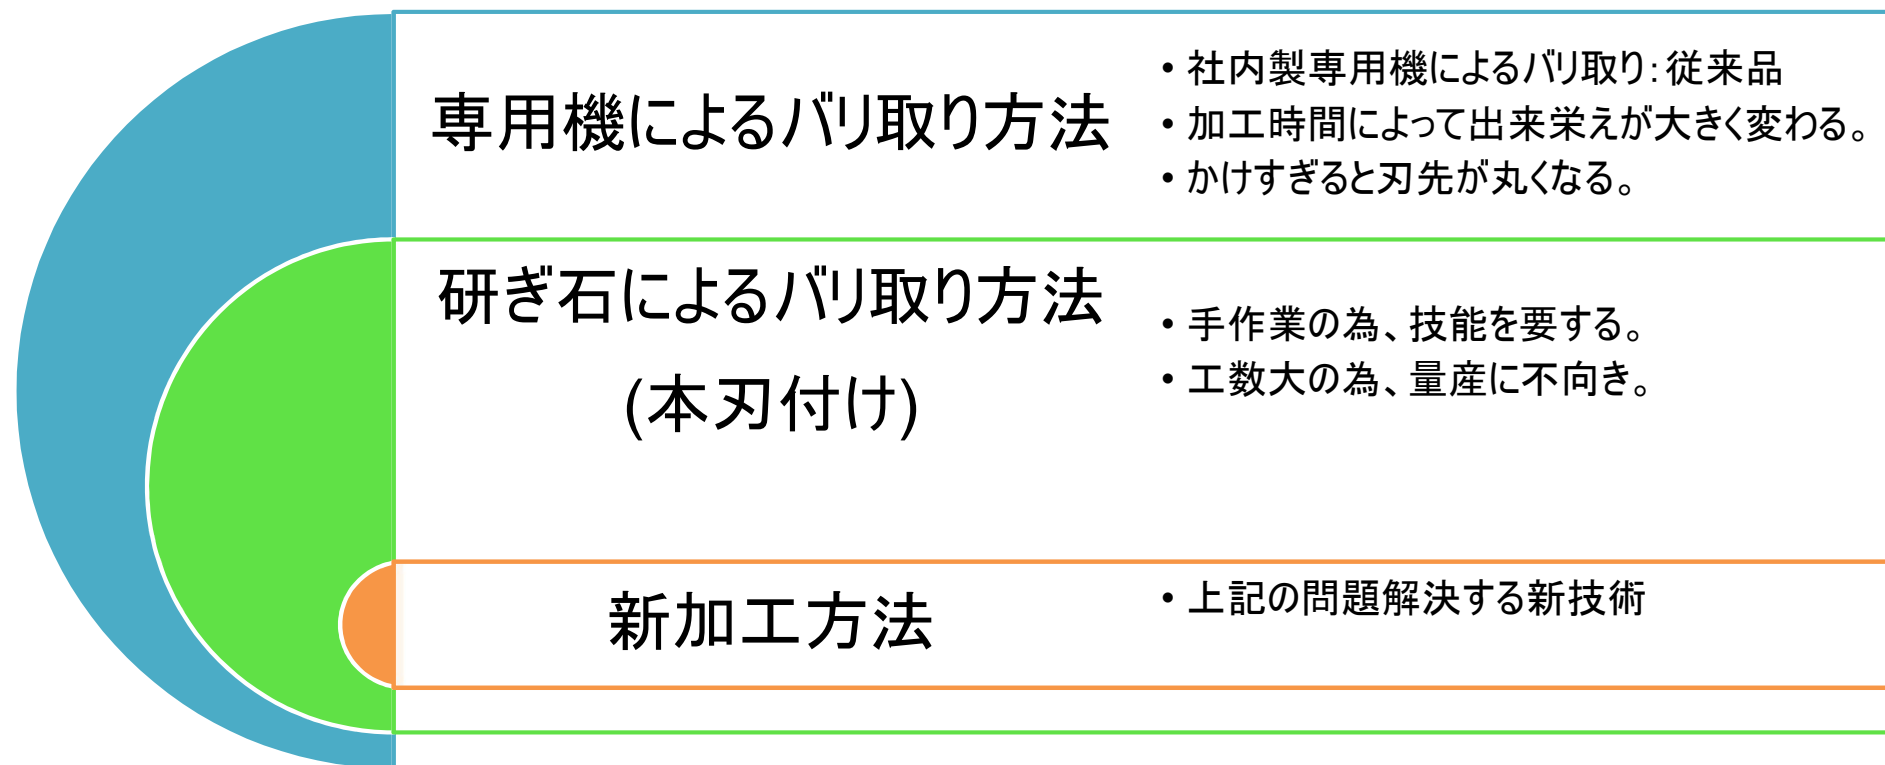 専用機によるバリ取り方法
・社内製専用機によるバリ取り：従来品
・加工時間によって出来栄えが大きく変わる。
・かけすぎると刃先が丸くなる。
研ぎ石によるバリ取り方法
(本刃付け)
・手作業の為、技能を要する。
・工数大の為、量産に不向き。
新加工方法
・上記の問題解決する新技術